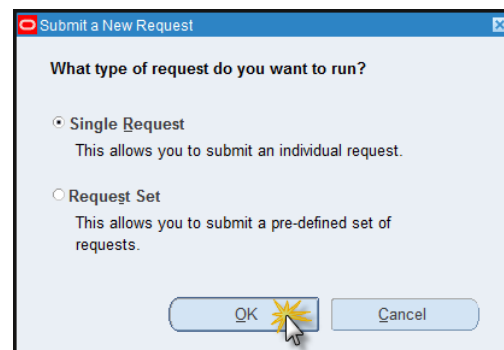 Submit a New Request
What type of request do you want to run?
Single Request
This allows you to submit an individual request.
Request Set
This allows you to submit a pre-defined set of
requests.
OK
Cancel